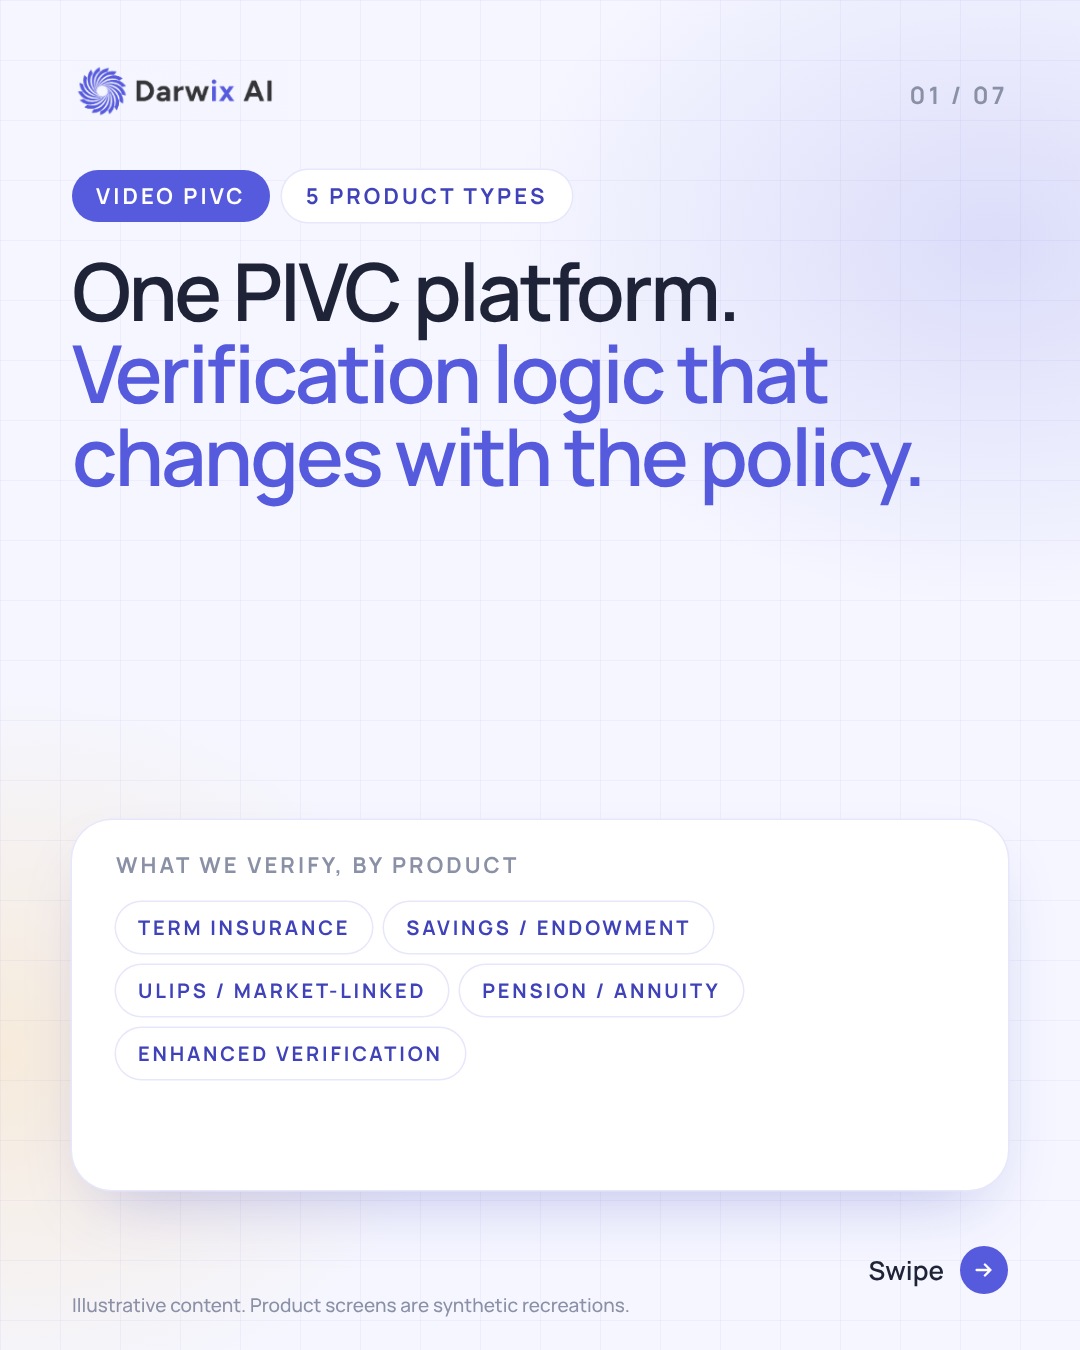 Darwix AI
01 / 07
VIDEO PIVC
5 PRODUCT TYPES
One PIVC platform.
Verification logic that
changes with the policy.
WHAT WE VERIFY, BY PRODUCT
TERM INSURANCE
SAVINGS / ENDOWMENT
ULIPS / MARKET-LINKED
PENSION / ANNUITY
ENHANCED VERIFICATION
Swipe
Illustrative content. Product screens are synthetic recreations.